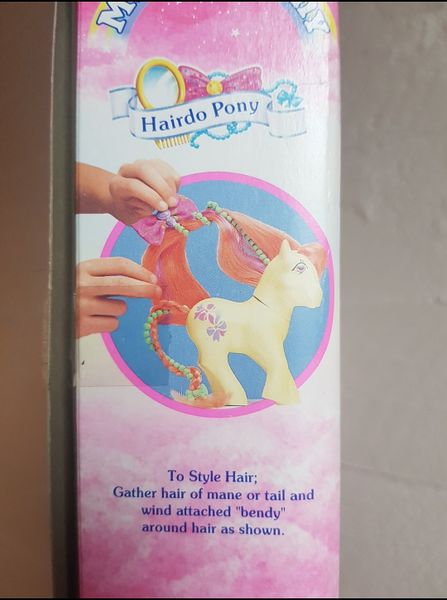 Hairdo Pony
To Style Hair;
Gather hair of mane or tail and
wind attached "bendy"
around hair as shown.